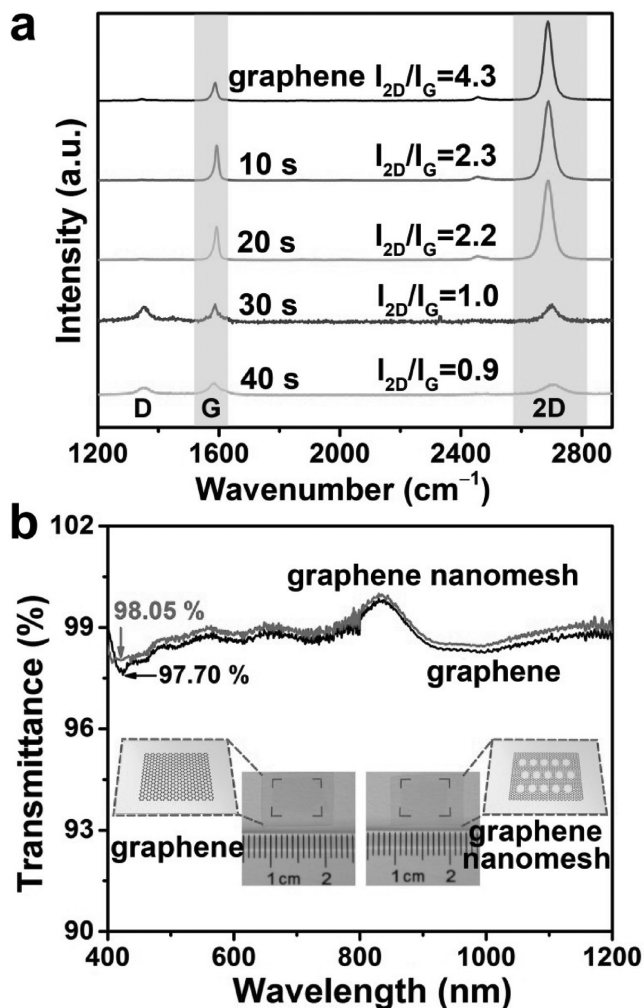 a
graphene I2D/IG=4.3
10 s I2D/IG=2.3
20 s I2D/IG=2.2
30 s I2D/IG=1.0
40 s I2D/IG=0.9
D G 2D
1200 1600 2000 2400 2800
Wavenumber (cm⁻¹)
Intensity (a.u.)
b
102
99
96
93
90
Transmittance (%)
graphene nanomesh
98.05 %
97.70 %
graphene
graphene
1 cm 2
1 cm 2
graphene
nanomesh
400 600 800 1000 1200
Wavelength (nm)